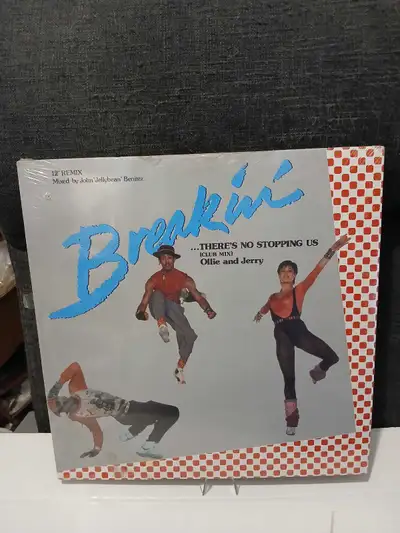 12" REMIX
Mixed by John "Jellybean" Benitez
Breakin'
...THERE'S NO STOPPING US
(CLUB MIX)
Ollie and Jerry